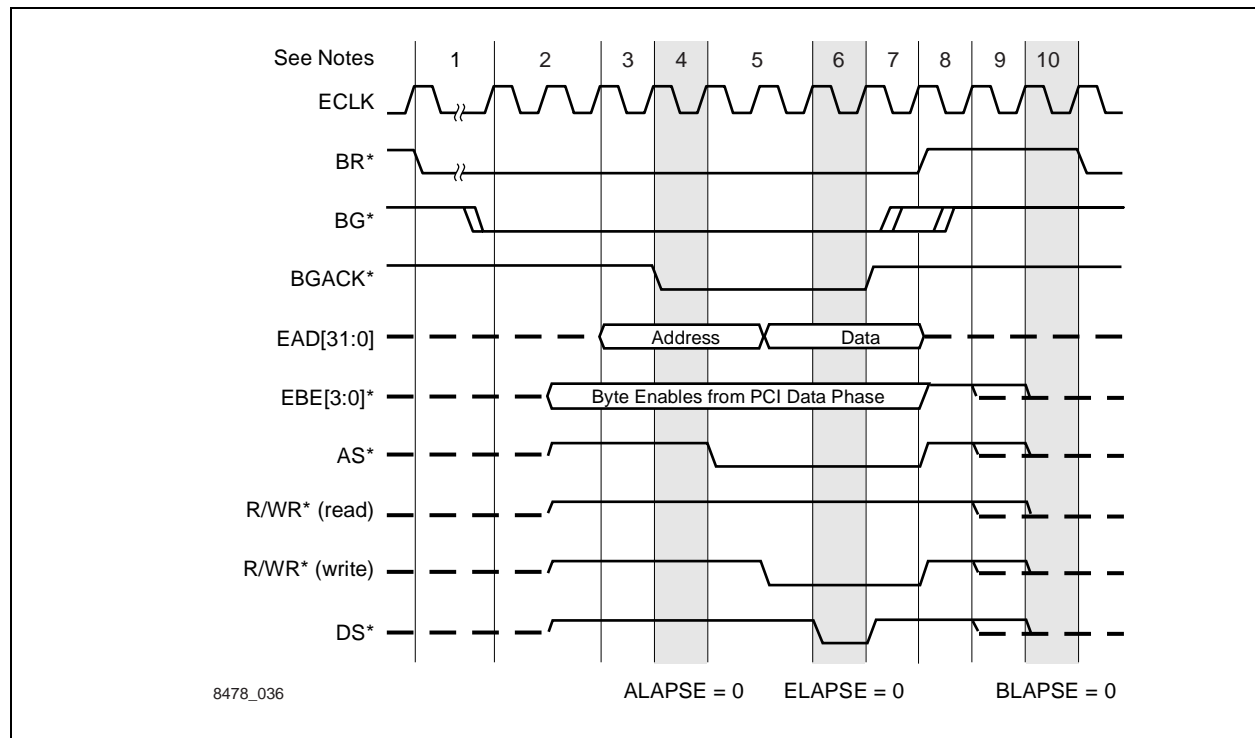 See Notes 1 2 3 4 5 6 7 8 9 10
ECLK
BR*
BG*
BGACK*
EAD[31:0] Address Data
EBE[3:0]* Byte Enables from PCI Data Phase
AS*
R/WR* (read)
R/WR* (write)
DS*
8478_036 ALAPSE = 0 ELAPSE = 0 BLAPSE = 0